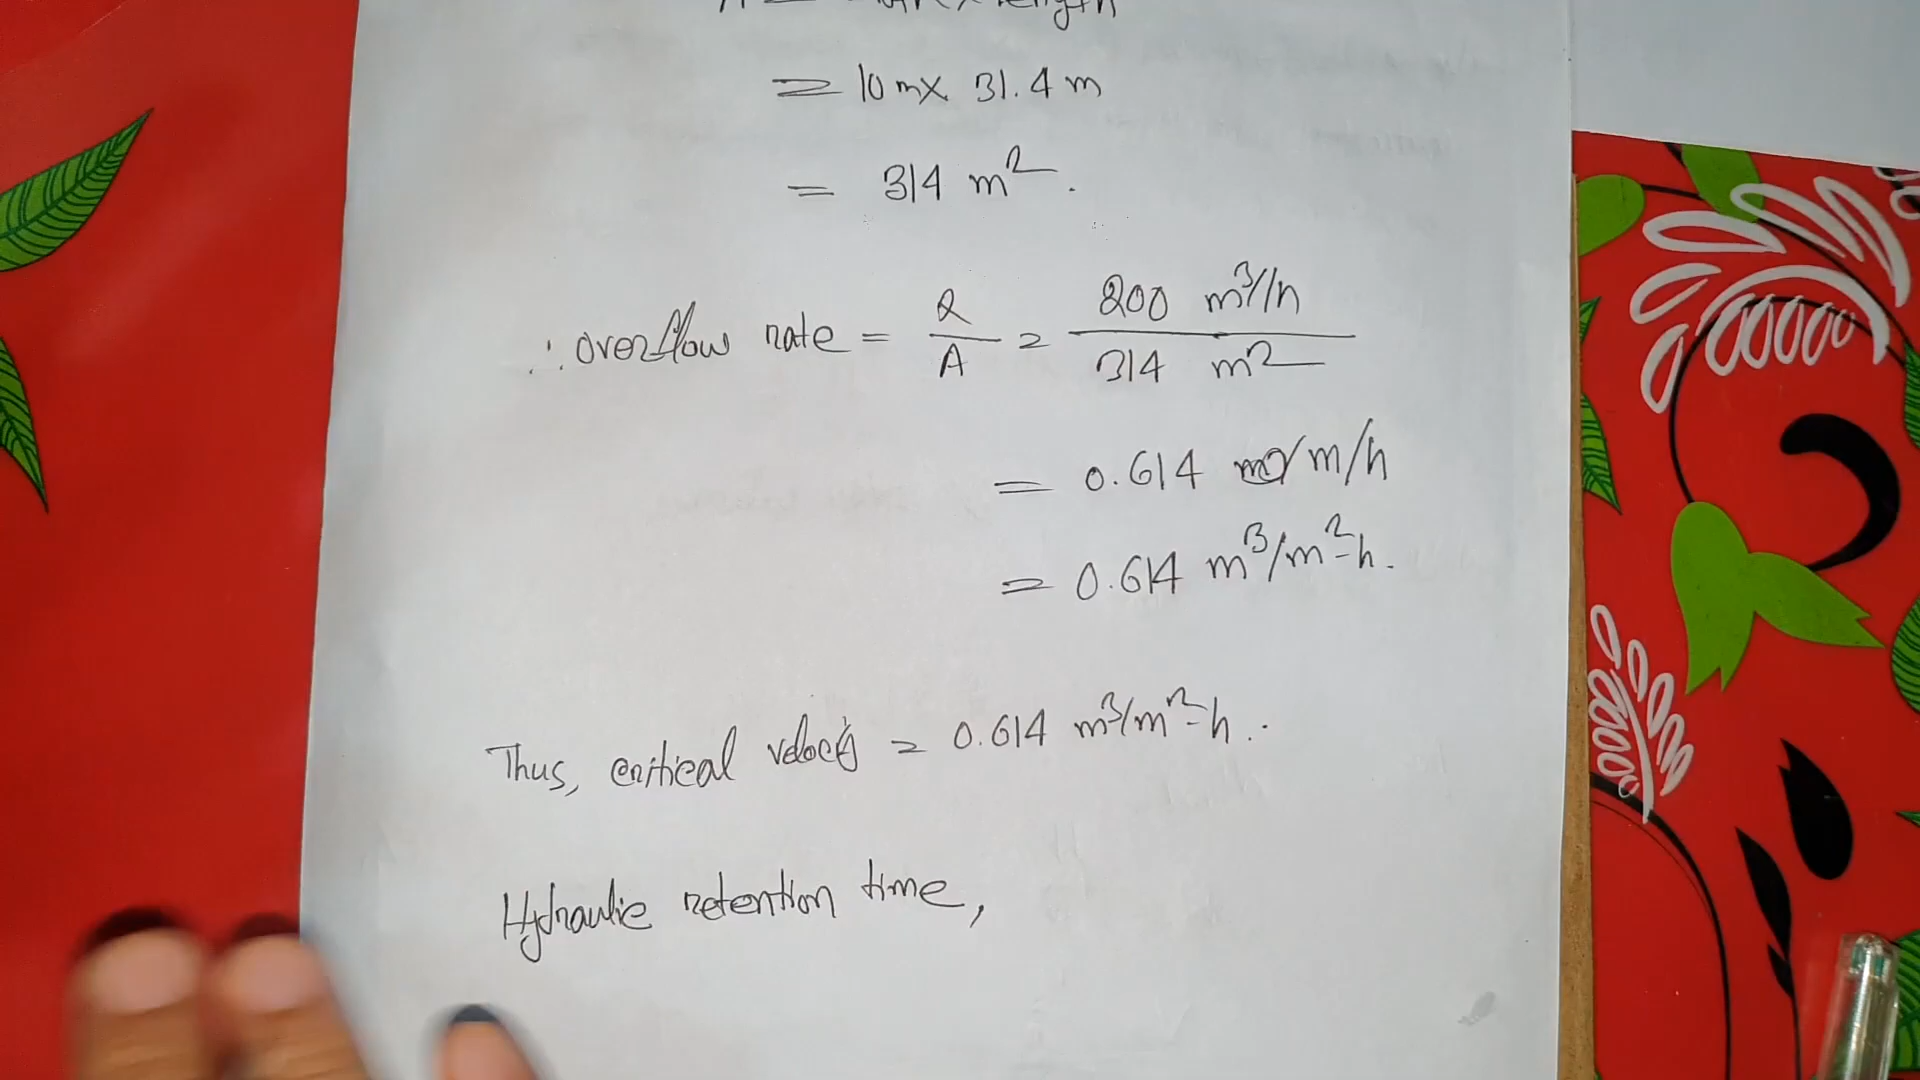 length
= 10 m x 31.4 m
= 314 m².
∴ overflow rate = Q/A = 200 m³/h / 314 m²
= 0.614 m/h
= 0.614 m³/m²-h.
Thus, critical velocity = 0.614 m³/m²-h.
Hydraulic retention time,